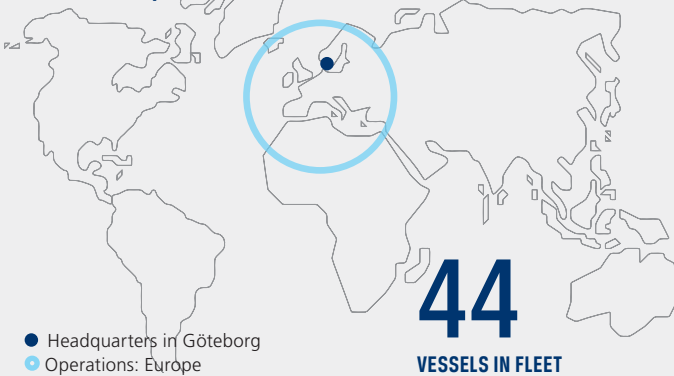 44
VESSELS IN FLEET
Headquarters in Göteborg
Operations: Europe